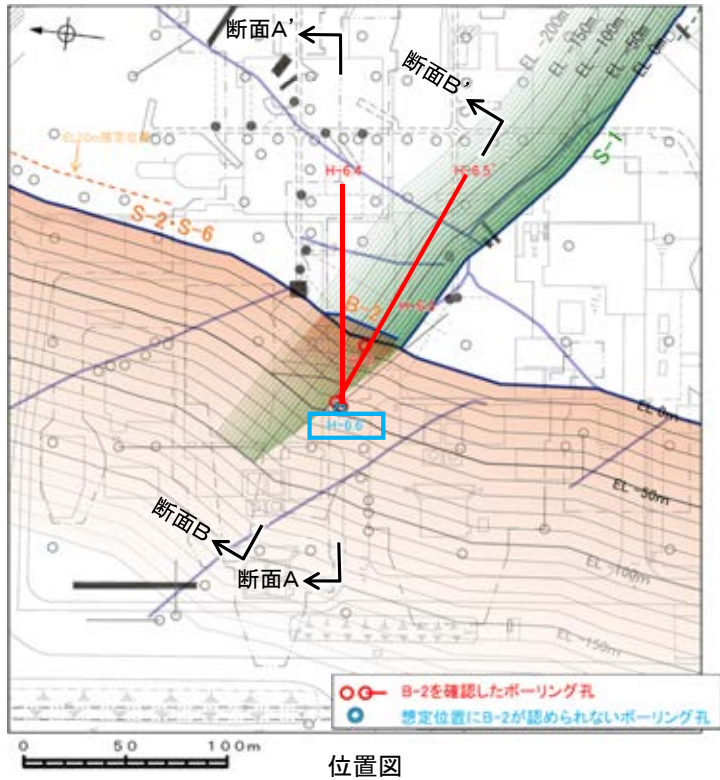 断面A’
断面B’
EL -200m
EL -150m
EL -100m
EL -50m
EL 0m
S-1
EL20m推定位置
H-6.4
H-6.5'
S-2・S-6
B-2
H-6.6
EL 0m
EL -50m
断面B
断面A
EL -100m
EL -150m
B-2を確認したボーリング孔
想定位置にB-2が認められないボーリング孔
0 50 100m
位置図